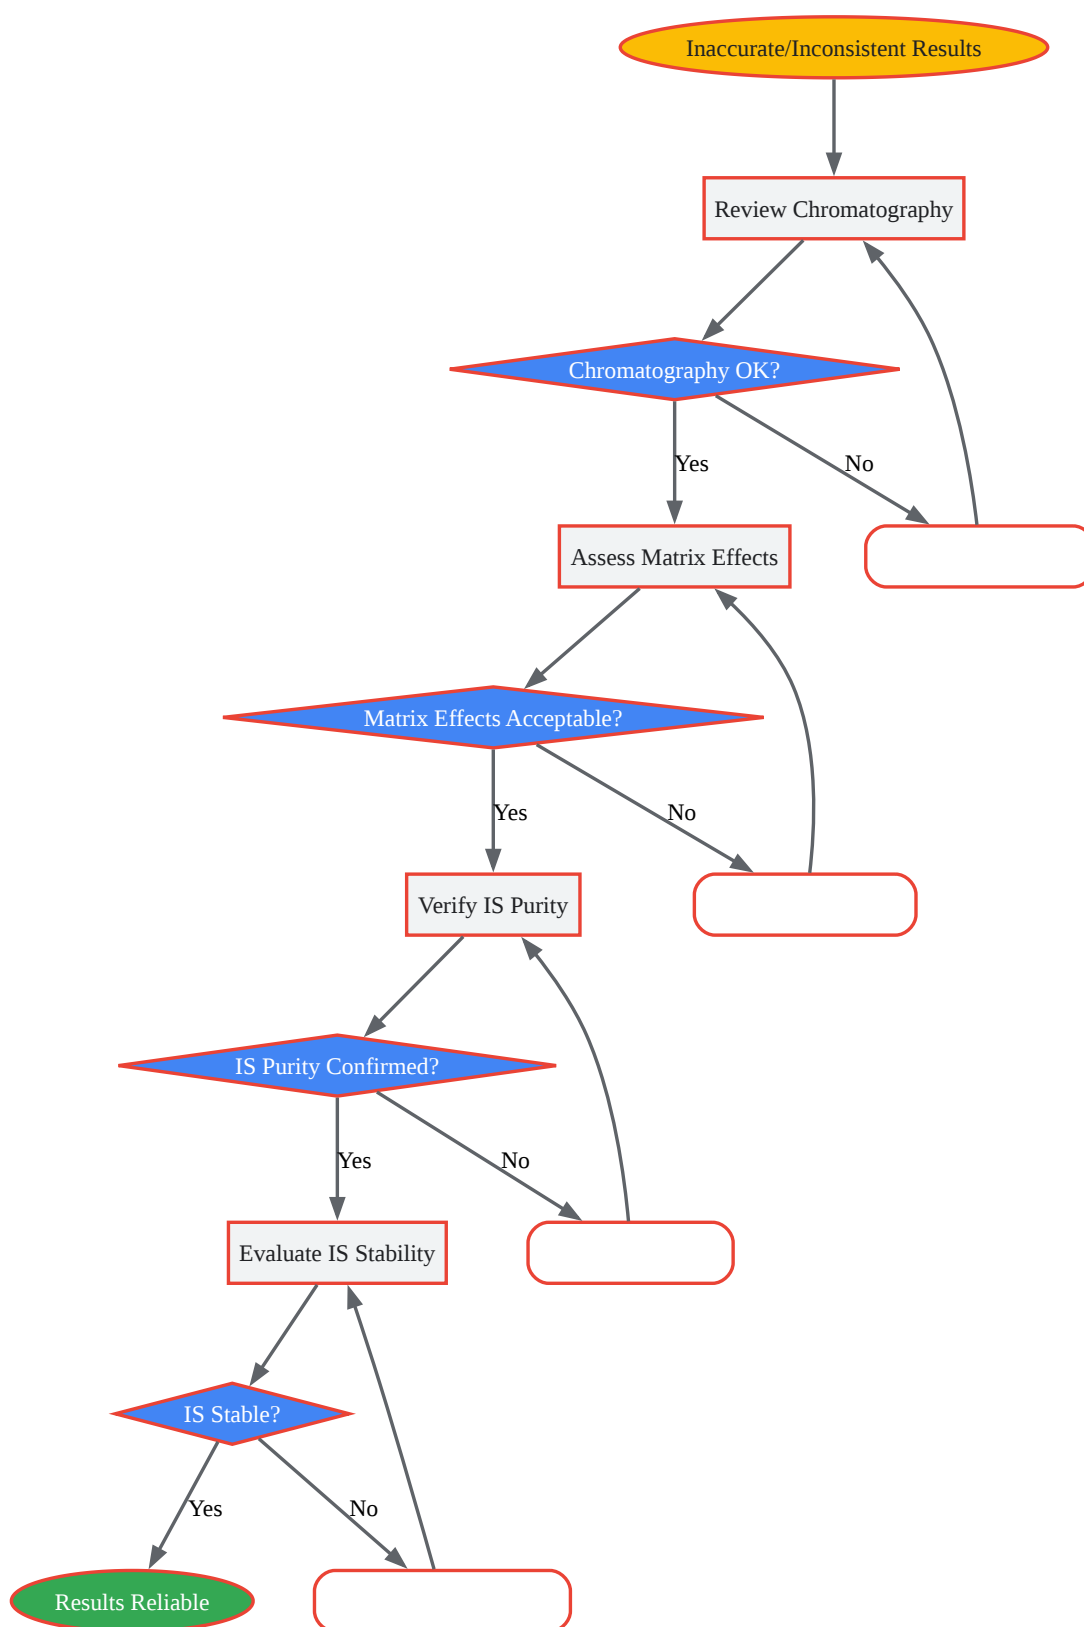 Inaccurate/Inconsistent Results
Review Chromatography
Chromatography OK?
Yes
No
Assess Matrix Effects
Matrix Effects Acceptable?
Yes
No
Verify IS Purity
IS Purity Confirmed?
Yes
No
Evaluate IS Stability
IS Stable?
Yes
No
Results Reliable